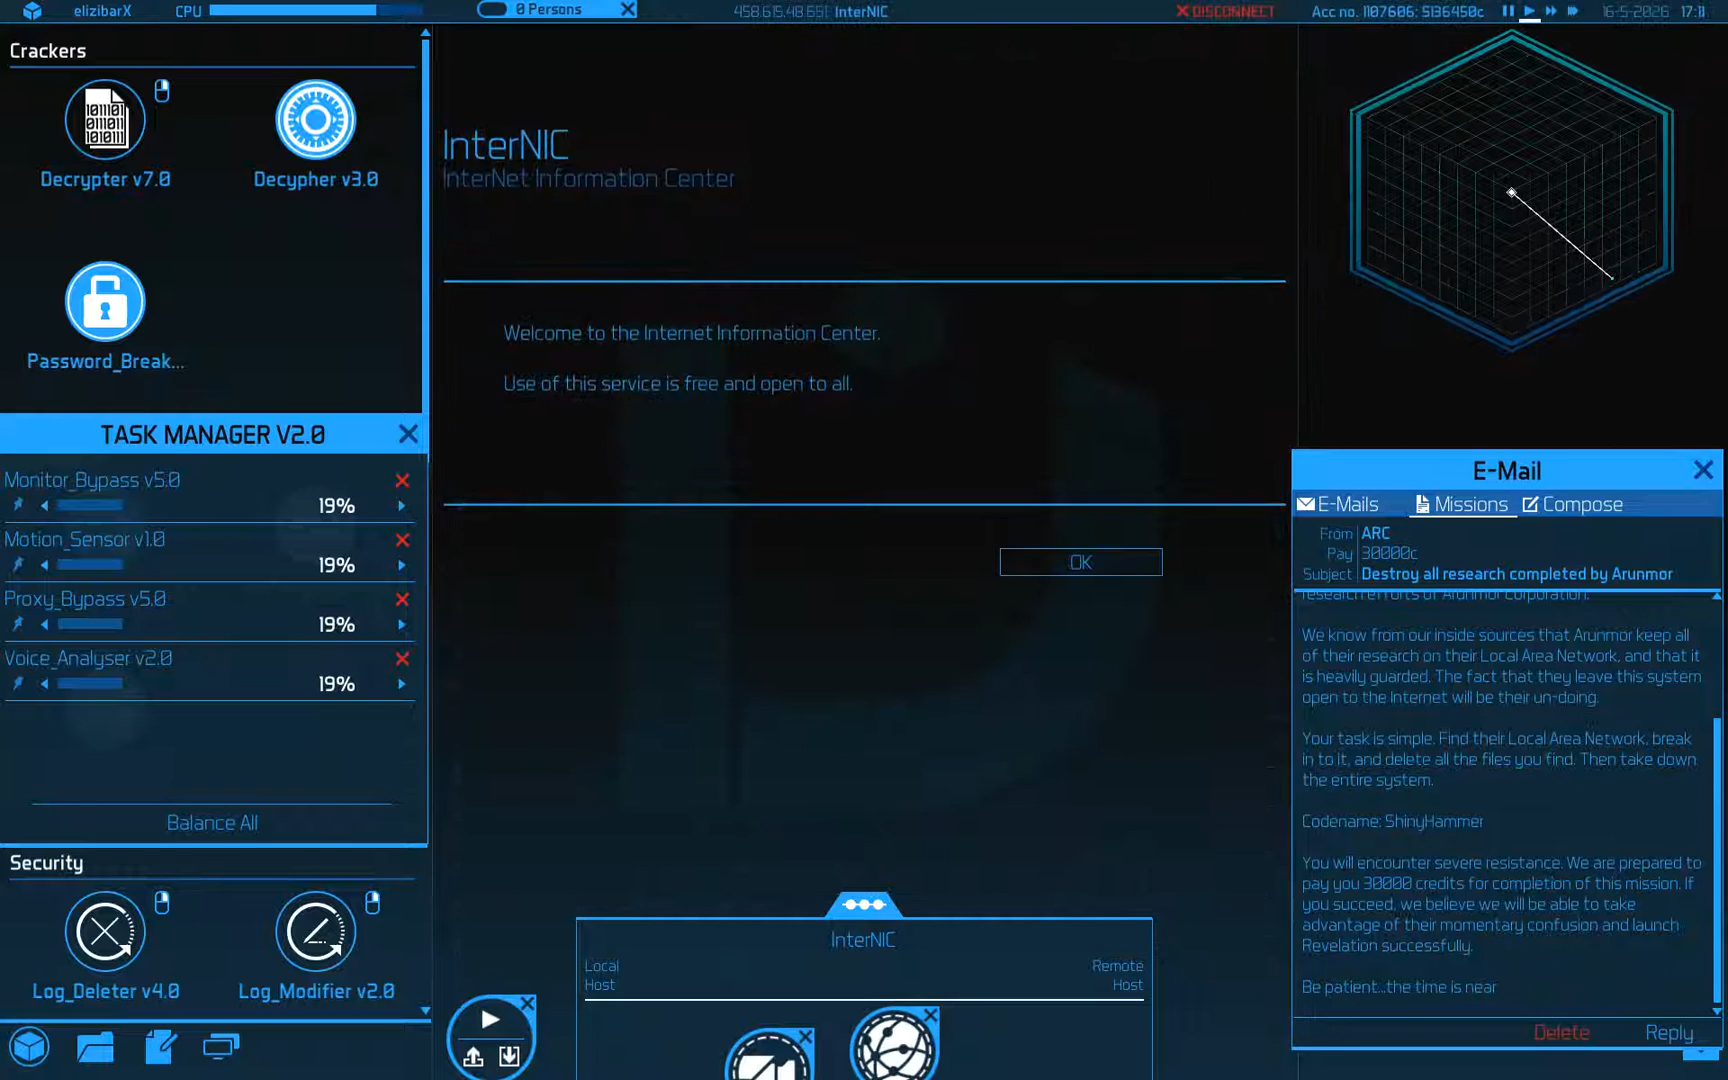 elizibarX
CPU
0 Persons
458.615.48.651 InterNIC
DISCONNECT
Acc no. 1107606: 5136450c
16-5-2026 17:11
Crackers
Decrypter v7.0
Decypher v3.0
Password_Break...
TASK MANAGER V2.0
Monitor_Bypass v5.0
19%
Motion_Sensor v1.0
19%
Proxy_Bypass v5.0
19%
Voice_Analyser v2.0
19%
Balance All
Security
Log_Deleter v4.0
Log_Modifier v2.0
InterNIC
InterNet Information Center
Welcome to the Internet Information Center.
Use of this service is free and open to all.
OK
InterNIC
Local
Host
Remote
Host
E-Mail
E-Mails
Missions
Compose
From ARC
Pay 30000c
Subject Destroy all research completed by Arunmor
research efforts of Arunmor Corporation.
We know from our inside sources that Arunmor keep all
of their research on their Local Area Network, and that it
is heavily guarded. The fact that they leave this system
open to the Internet will be their un-doing.
Your task is simple. Find their Local Area Network, break
in to it, and delete all the files you find. Then take down
the entire system.
Codename: ShinyHammer
You will encounter severe resistance. We are prepared to
pay you 30000 credits for completion of this mission. If
you succeed, we believe we will be able to take
advantage of their momentary confusion and launch
Revelation successfully.
Be patient...the time is near
Delete
Reply